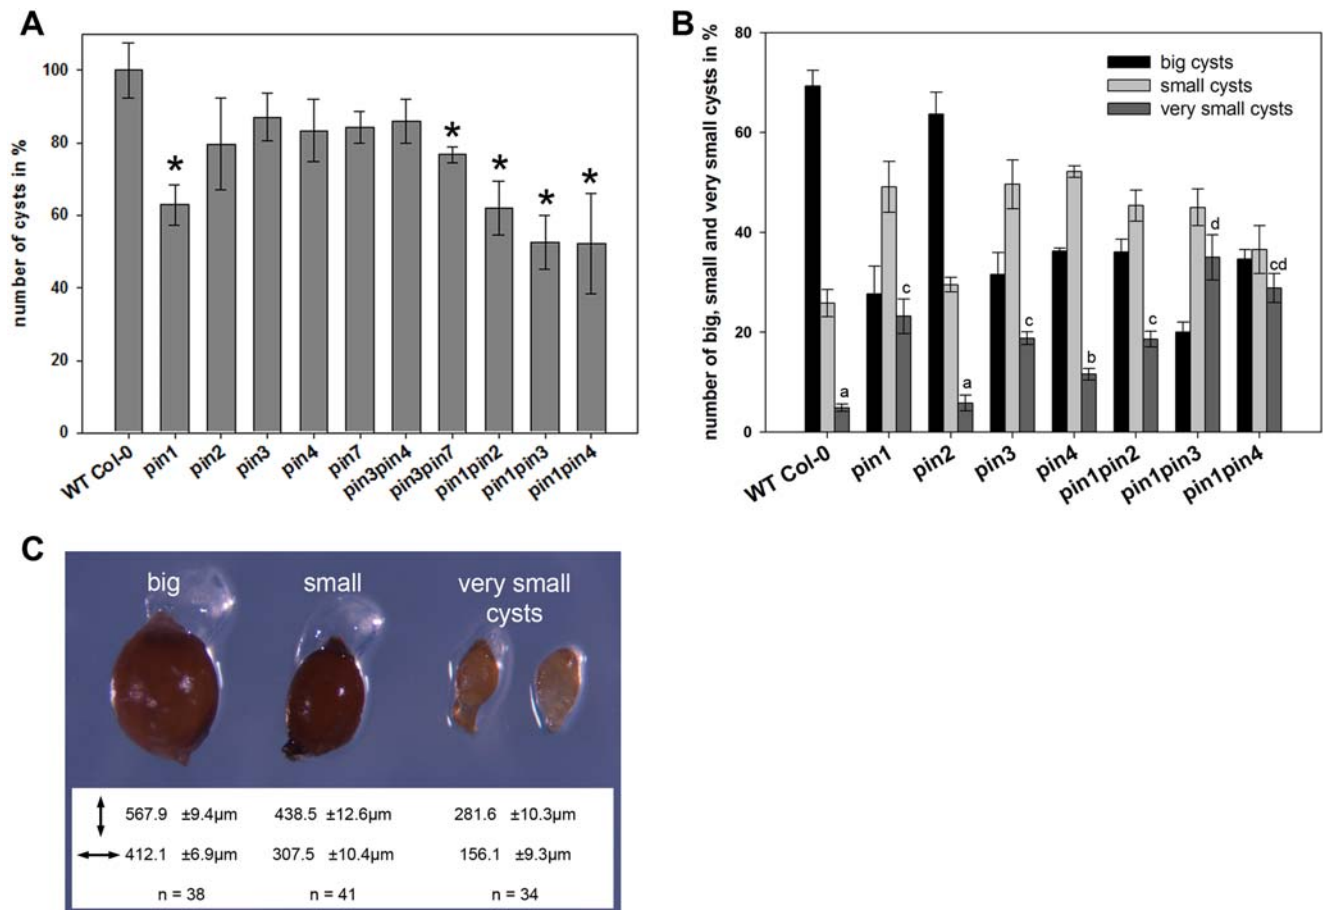 A
number of cysts in %
100
80
60
40
20
0
*
*
*
*
*
WT Col-0
pin1
pin2
pin3
pin4
pin7
pin3pin4
pin3pin7
pin1pin2
pin1pin3
pin1pin4
B
number of big, small and very small cysts in %
80
60
40
20
0
big cysts
small cysts
very small cysts
a
c
a
c
b
c
d
cd
WT Col-0
pin1
pin2
pin3
pin4
pin1pin2
pin1pin3
pin1pin4
C
big small very small
cysts
567.9 ±9.4µm 438.5 ±12.6µm 281.6 ±10.3µm
412.1 ±6.9µm 307.5 ±10.4µm 156.1 ±9.3µm
n = 38 n = 41 n = 34